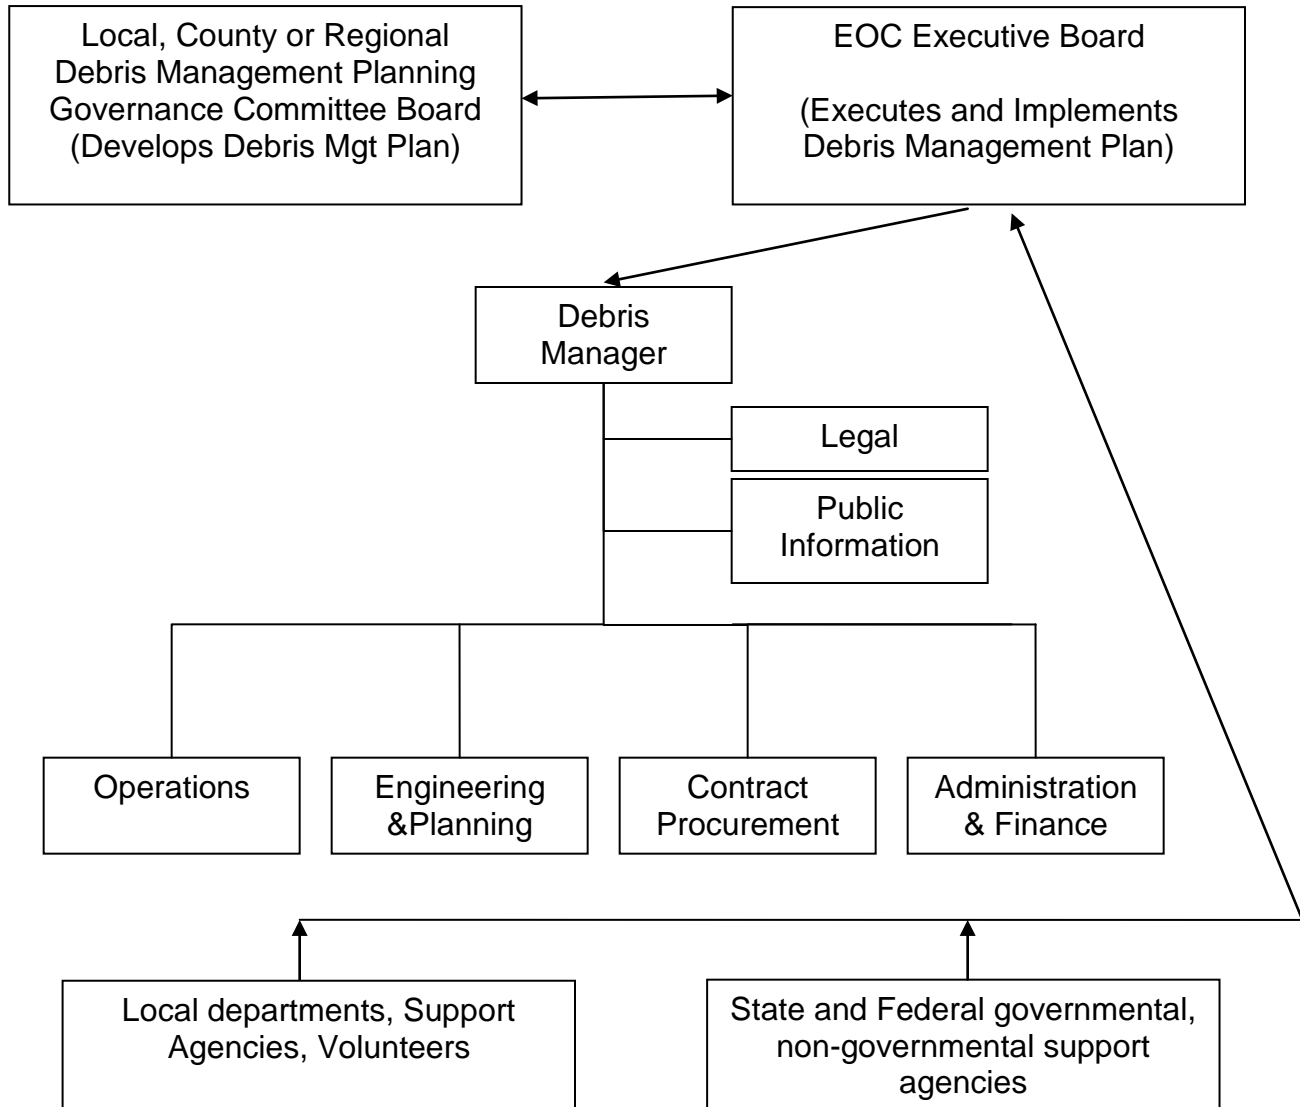 Local, County or Regional
Debris Management Planning
Governance Committee Board
(Develops Debris Mgt Plan)
EOC Executive Board
(Executes and Implements
Debris Management Plan)
Debris
Manager
Legal
Public
Information
Operations
Engineering
&Planning
Contract
Procurement
Administration
& Finance
Local departments, Support
Agencies, Volunteers
State and Federal governmental,
non-governmental support
agencies